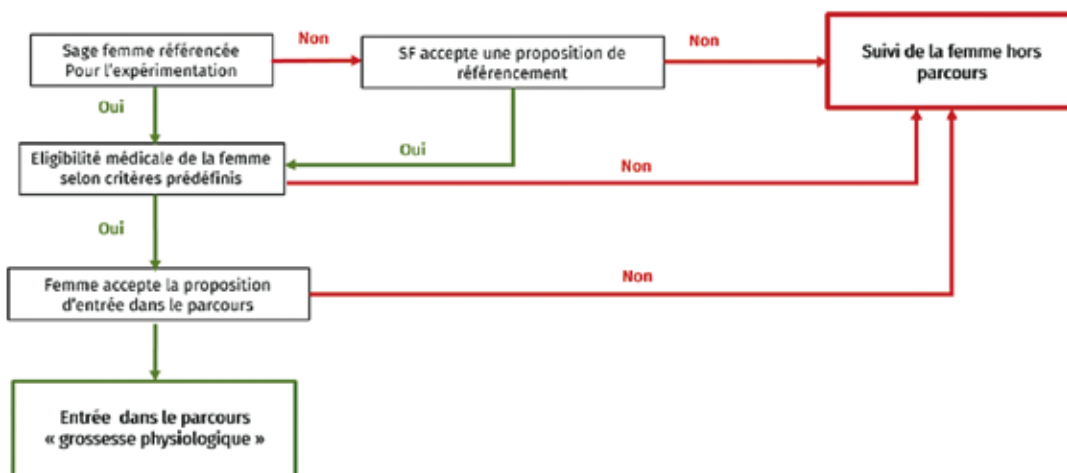 Sage femme référencée
Pour l'expérimentation
Non
SF accepte une proposition de
référencement
Non
Suivi de la femme hors
parcours
Oui
Oui
Eligibilité médicale de la femme
selon critères prédéfinis
Non
Oui
Femme accepte la proposition
d'entrée dans le parcours
Non
Entrée dans le parcours
« grossesse physiologique »